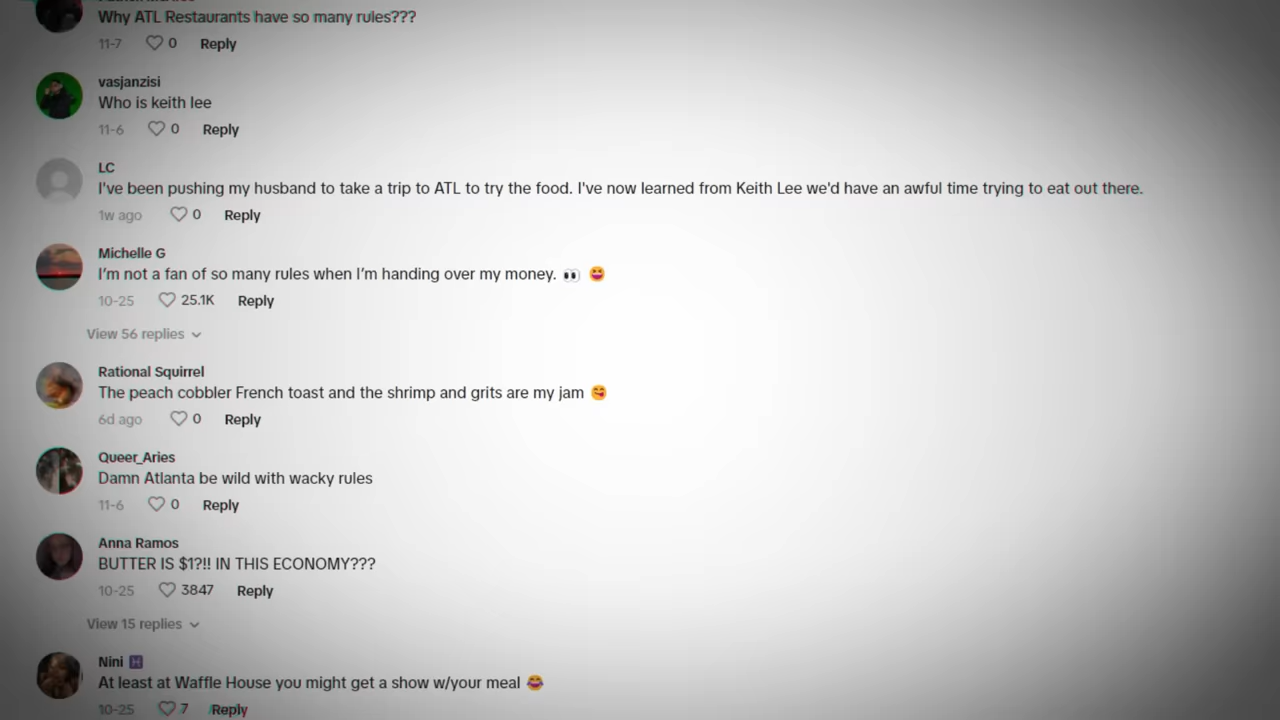 Why ATL Restaurants have so many rules???
11-7 0 Reply
vasjanzisi
Who is keith lee
11-6 0 Reply
LC
I've been pushing my husband to take a trip to ATL to try the food. I've now learned from Keith Lee we'd have an awful time trying to eat out there.
1w ago 0 Reply
Michelle G
I'm not a fan of so many rules when I'm handing over my money. 👀 😆
10-25 25.1K Reply
View 56 replies
Rational Squirrel
The peach cobbler French toast and the shrimp and grits are my jam 😋
6d ago 0 Reply
Queer_Aries
Damn Atlanta be wild with wacky rules
11-6 0 Reply
Anna Ramos
BUTTER IS $1?!! IN THIS ECONOMY???
10-25 3847 Reply
View 15 replies
Nini ♓
At least at Waffle House you might get a show w/your meal 😂
10-25 7 Reply